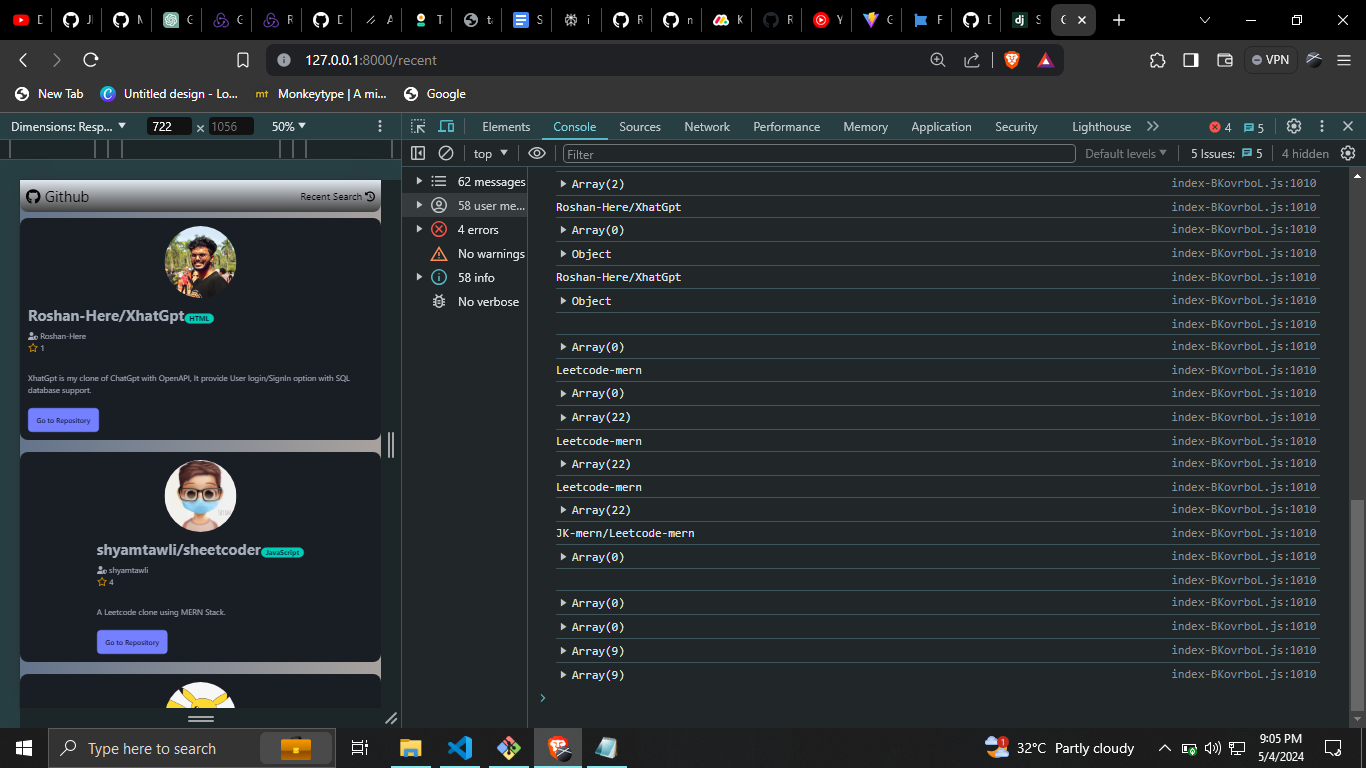 D
Jl
M
G
G
R
D
A
T
ta
S
i
R
n
K
R
Y
G
F
D
S
C
127.0.0.1:8000/recent
VPN
New Tab
Untitled design - Lo...
Monkeytype | A mi...
Google
Dimensions: Resp...
722
×
1056
50%
Elements
Console
Sources
Network
Performance
Memory
Application
Security
Lighthouse
4
5
top
Filter
Default levels
5 Issues:
5
4 hidden
62 messages
58 user me...
4 errors
No warnings
58 info
No verbose
Github
Recent Search
Roshan-Here/XhatGpt HTML
Roshan-Here
1
XhatGpt is my clone of ChatGpt with OpenAPI, It provide User login/SignIn option with SQL
database support.
Go to Repository
shyamtawli/sheetcoder JavaScript
shyamtawli
4
A Leetcode clone using MERN Stack.
Go to Repository
Array(2) index-BKovrboL.js:1010
Roshan-Here/XhatGpt index-BKovrboL.js:1010
Array(0) index-BKovrboL.js:1010
Object index-BKovrboL.js:1010
Roshan-Here/XhatGpt index-BKovrboL.js:1010
Object index-BKovrboL.js:1010
index-BKovrboL.js:1010
Array(0) index-BKovrboL.js:1010
Leetcode-mern index-BKovrboL.js:1010
Array(0) index-BKovrboL.js:1010
Array(22) index-BKovrboL.js:1010
Leetcode-mern index-BKovrboL.js:1010
Array(22) index-BKovrboL.js:1010
Leetcode-mern index-BKovrboL.js:1010
Array(22) index-BKovrboL.js:1010
JK-mern/Leetcode-mern index-BKovrboL.js:1010
Array(0) index-BKovrboL.js:1010
index-BKovrboL.js:1010
Array(0) index-BKovrboL.js:1010
Array(0) index-BKovrboL.js:1010
Array(9) index-BKovrboL.js:1010
Array(9) index-BKovrboL.js:1010
Type here to search
1
32°C Partly cloudy
9:05 PM
5/4/2024